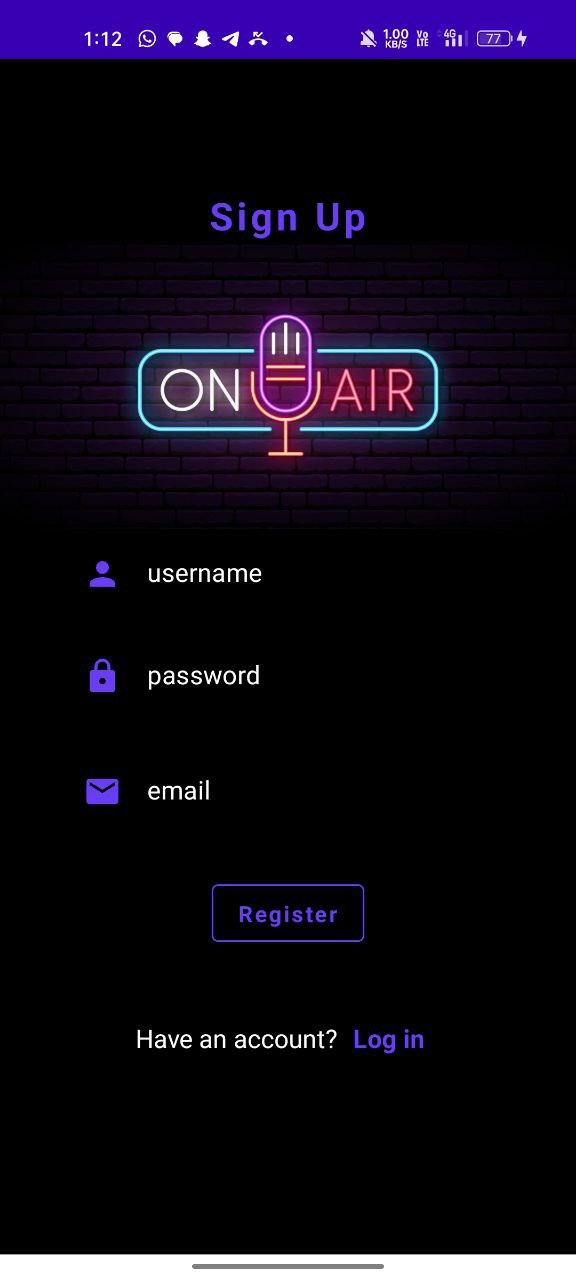 1:12 1.00 KB/S Vo LTE 4G 77
Sign Up
ON AIR
username
password
email
Register
Have an account? Log in